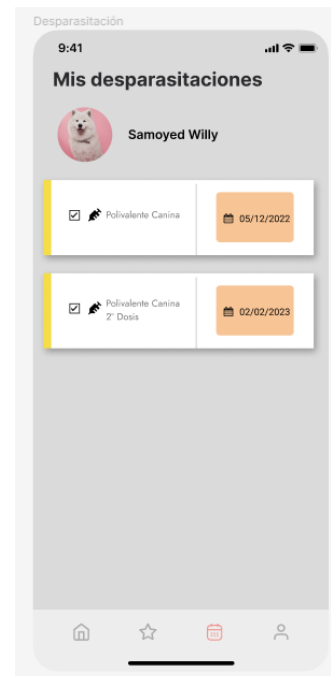 Desparasitación
9:41
Mis desparasitaciones
Samoyed Willy
Polivalente Canina
05/12/2022
Polivalente Canina
2° Dosis
02/02/2023